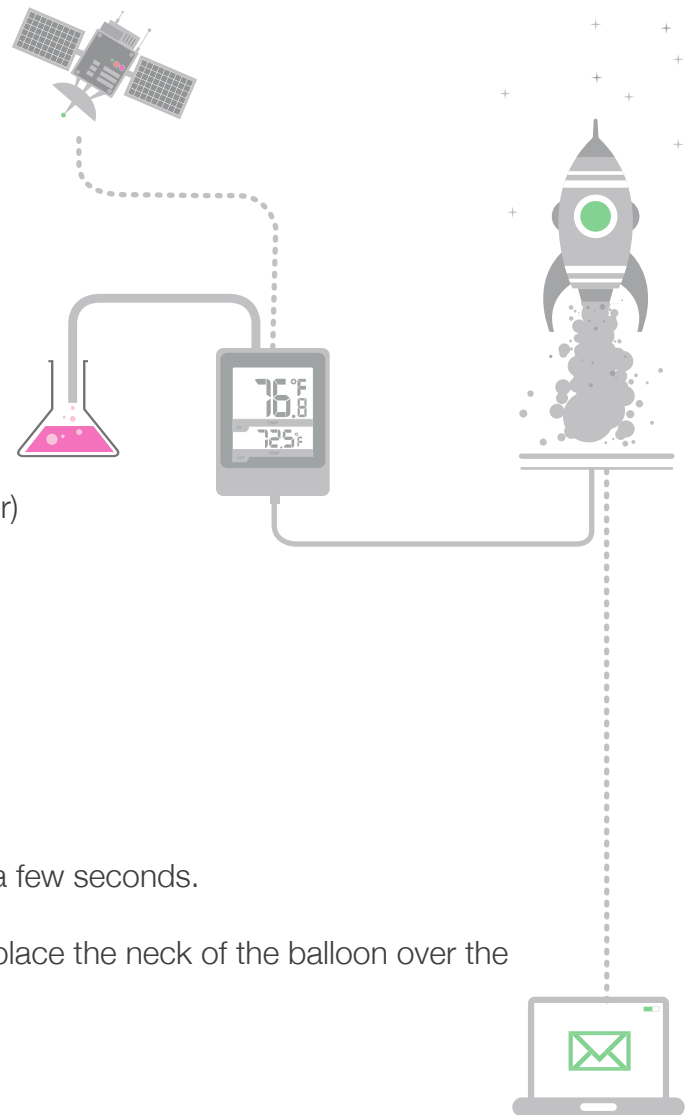 76.8°F
72.5°F
r)
a few seconds.
place the neck of the balloon over the